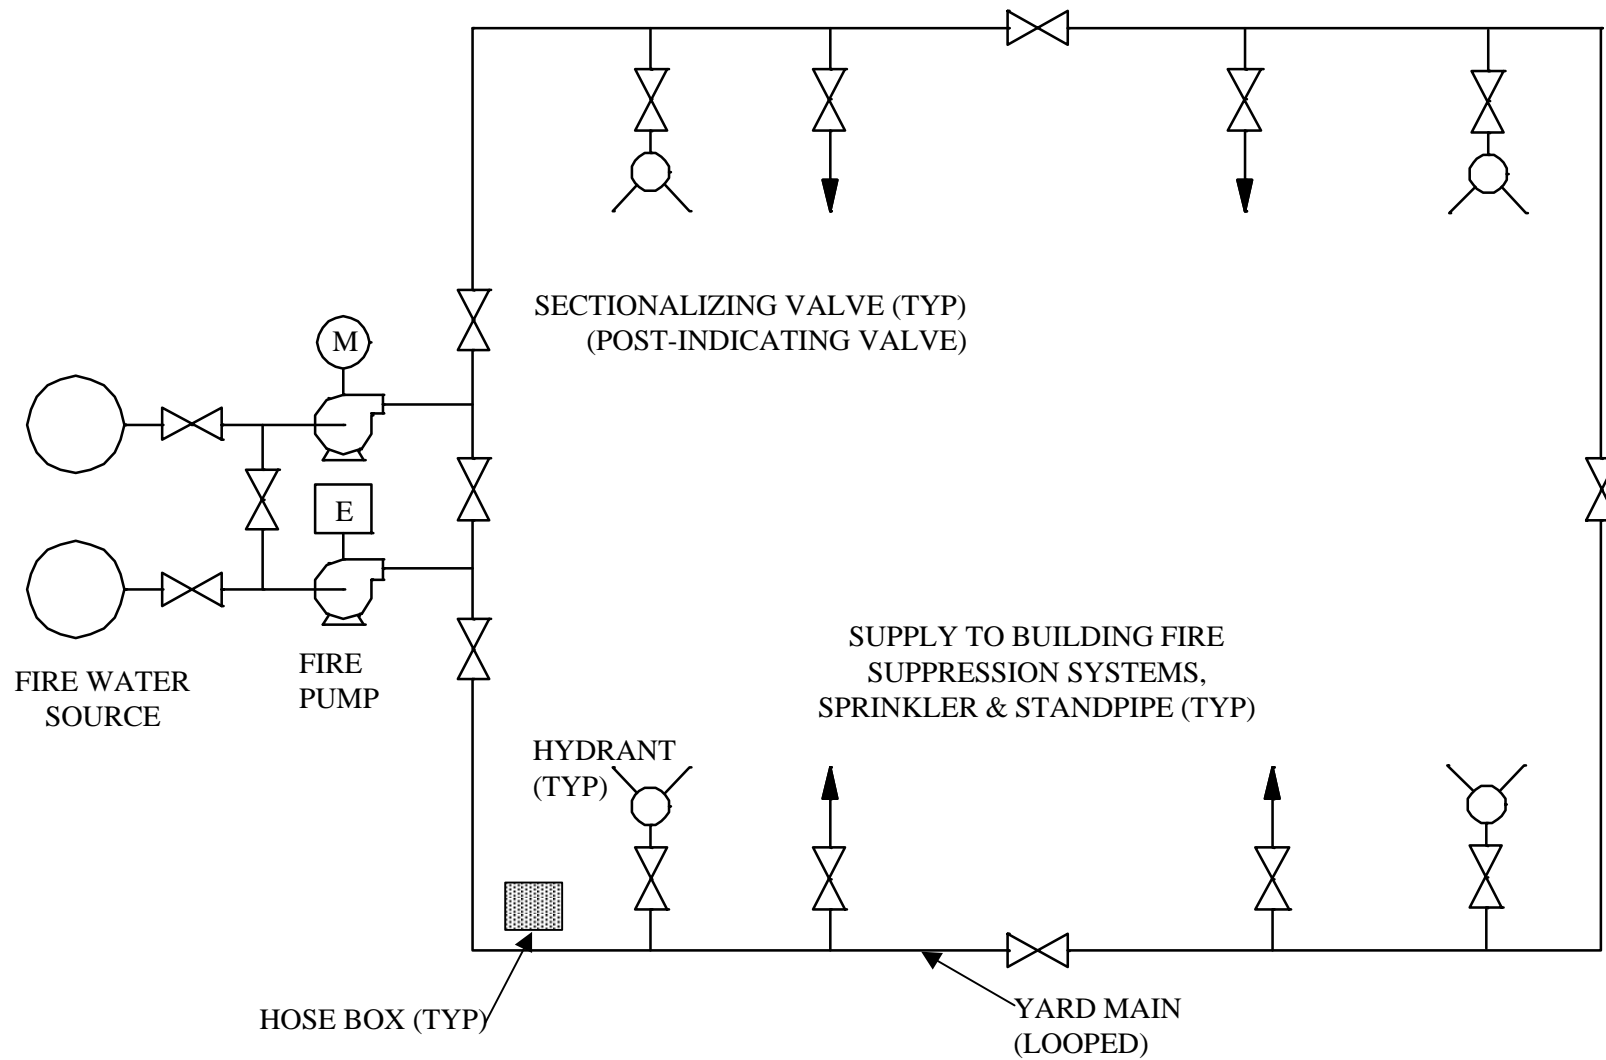 SECTIONALIZING VALVE (TYP)
(POST-INDICATING VALVE)
M
E
FIRE WATER
SOURCE
FIRE
PUMP
SUPPLY TO BUILDING FIRE
SUPPRESSION SYSTEMS,
SPRINKLER & STANDPIPE (TYP)
HYDRANT
(TYP)
HOSE BOX (TYP)
YARD MAIN
(LOOPED)